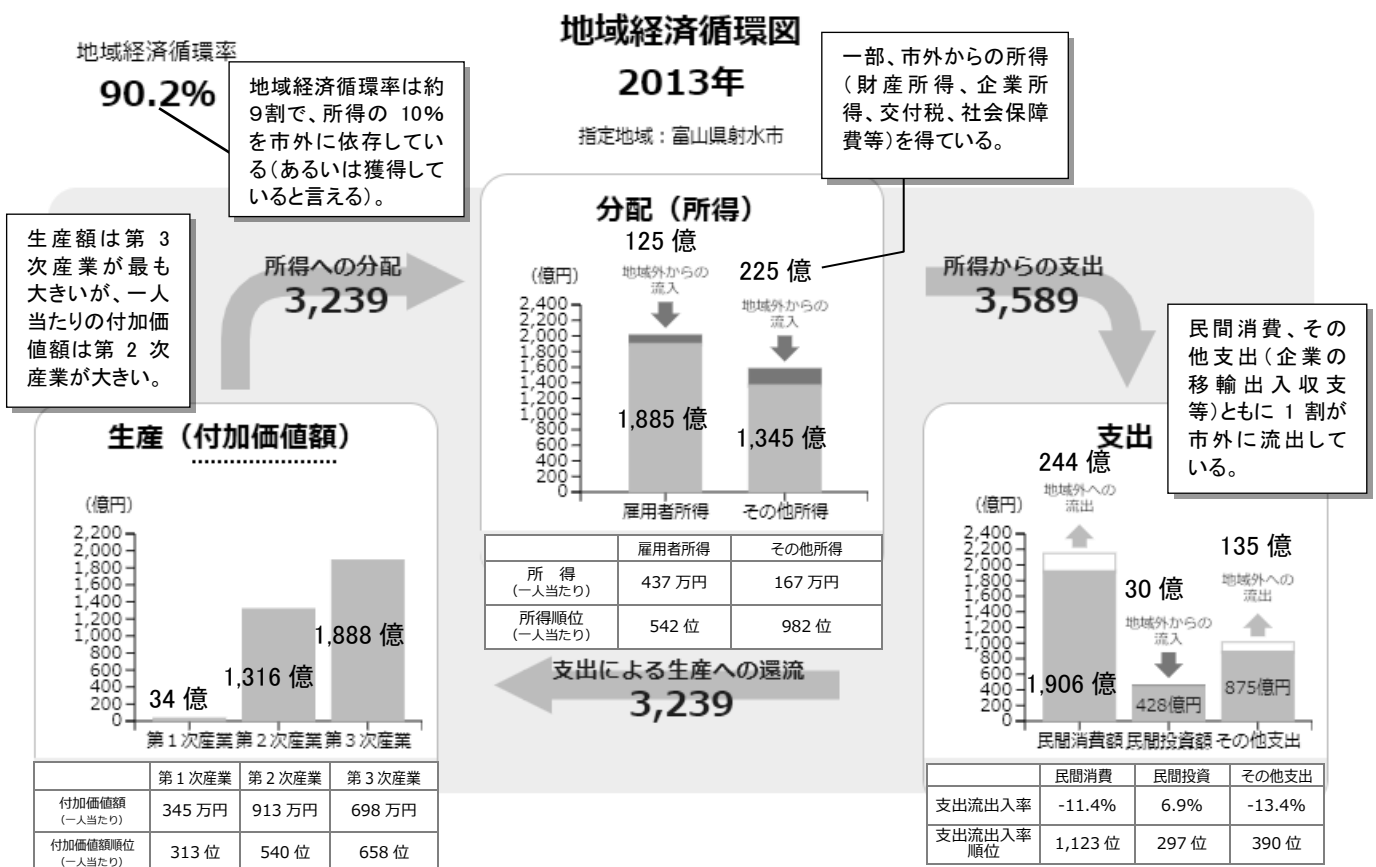 地域経済循環図
2013年
指定地域：富山県射水市
地域経済循環率
90.2%
地域経済循環率は約
9割で、所得の 10%
を市外に依存してい
る(あるいは獲得して
いると言える)。
一部、市外からの所得
(財産所得、企業所
得、交付税、社会保障
費等)を得ている。
生産額は第 3
次産業が最も
大きいが、一人
当たりの付加価
値額は第 2 次
産業が大きい。
所得への分配
3,239
分配（所得）
125 億
地域外からの
流入
225 億
地域外からの
流入
(億円)
2,400
2,200
2,000
1,800
1,600
1,400
1,200
1,000
800
600
400
200
0
1,885 億
1,345 億
雇用者所得 その他所得
雇用者所得 その他所得
所　得
(一人当たり)
437 万円 167 万円
所得順位
(一人当たり)
542 位 982 位
所得からの支出
3,589
民間消費、その
他支出(企業の
移輸出入収支
等)ともに 1 割が
市外に流出して
いる。
生産（付加価値額）
(億円)
2,200
2,000
1,800
1,600
1,400
1,200
1,000
800
600
400
200
0
34 億
1,316 億
1,888 億
第１次産業 第２次産業 第３次産業
第１次産業 第２次産業 第３次産業
付加価値額
(一人当たり)
345 万円 913 万円 698 万円
付加価値額順位
(一人当たり)
313 位 540 位 658 位
支出による生産への還流
3,239
支出
244 億
地域外への
流出
30 億
地域外からの
流入
135 億
地域外への
流出
(億円)
2,400
2,200
2,000
1,800
1,600
1,400
1,200
1,000
800
600
400
200
0
1,906 億
428億円
875億円
民間消費額 民間投資額 その他支出
民間消費 民間投資 その他支出
支出流出入率 -11.4% 6.9% -13.4%
支出流出入率
順位
1,123 位 297 位 390 位